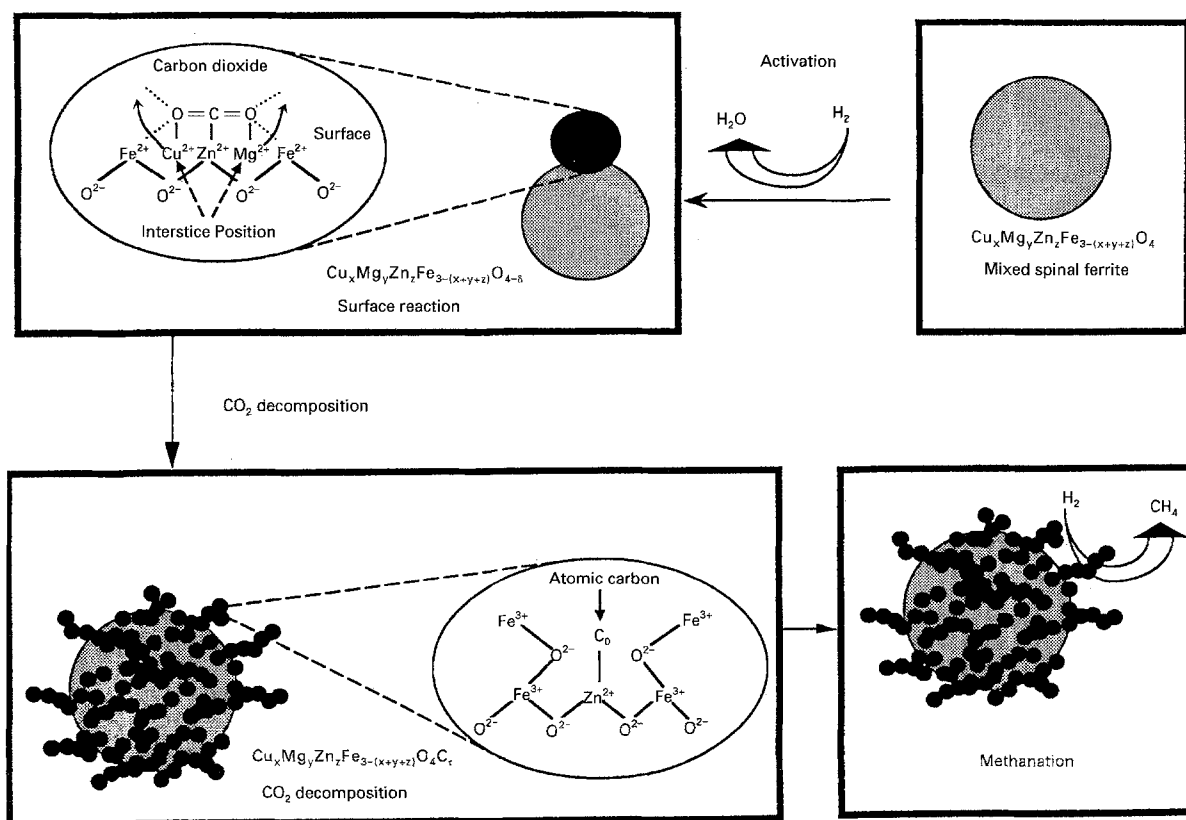 Carbon dioxide
O=C=O
Surface
Fe²⁺ Cu²⁺ Zn²⁺ Mg²⁺ Fe²⁺
O²⁻ O²⁻ O²⁻ O²⁻
Interstice Position
CuₓMgᵧZn_zFe₃₋₍ₓ₊ᵧ₊z₎O₄₋δ
Surface reaction
Activation
H₂O H₂
CuₓMgᵧZn_zFe₃₋₍ₓ₊ᵧ₊z₎O₄
Mixed spinal ferrite
CO₂ decomposition
Atomic carbon
Fe³⁺ C₀ Fe³⁺
O²⁻ O²⁻
Fe³⁺ Zn²⁺ Fe³⁺
O²⁻ O²⁻ O²⁻ O²⁻
CuₓMgᵧZn_zFe₃₋₍ₓ₊ᵧ₊z₎O₄Cτ
CO₂ decomposition
H₂ CH₄
Methanation